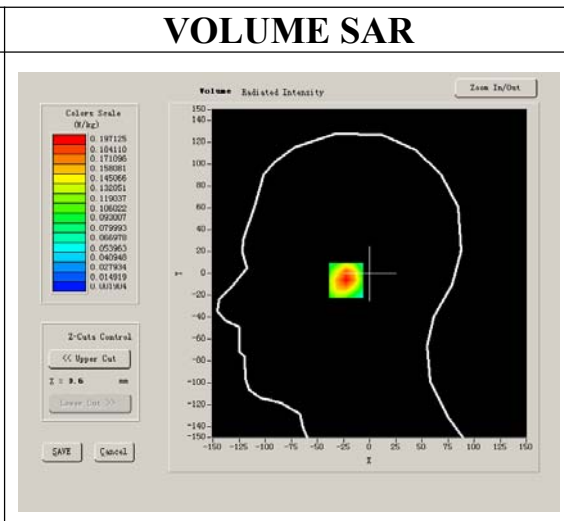 VOLUME SAR
Volume Radiated Intensity
Zoom In/Out
Colors Scale
(W/kg)
0.197125
0.184110
0.171096
0.158081
0.145066
0.132051
0.119037
0.106022
0.093007
0.079993
0.066978
0.053963
0.040948
0.027934
0.014919
0.001904
Z-Cuts Control
<< Upper Cut
mm
Lower Cut >>
SAVE
Cancel
150
140
120
100
80
60
40
20
0
-20
-40
-60
-80
-100
-120
-140
-150
Y
-150 -125 -100 -75 -50 -25 0 25 50 75 100 125 150
X